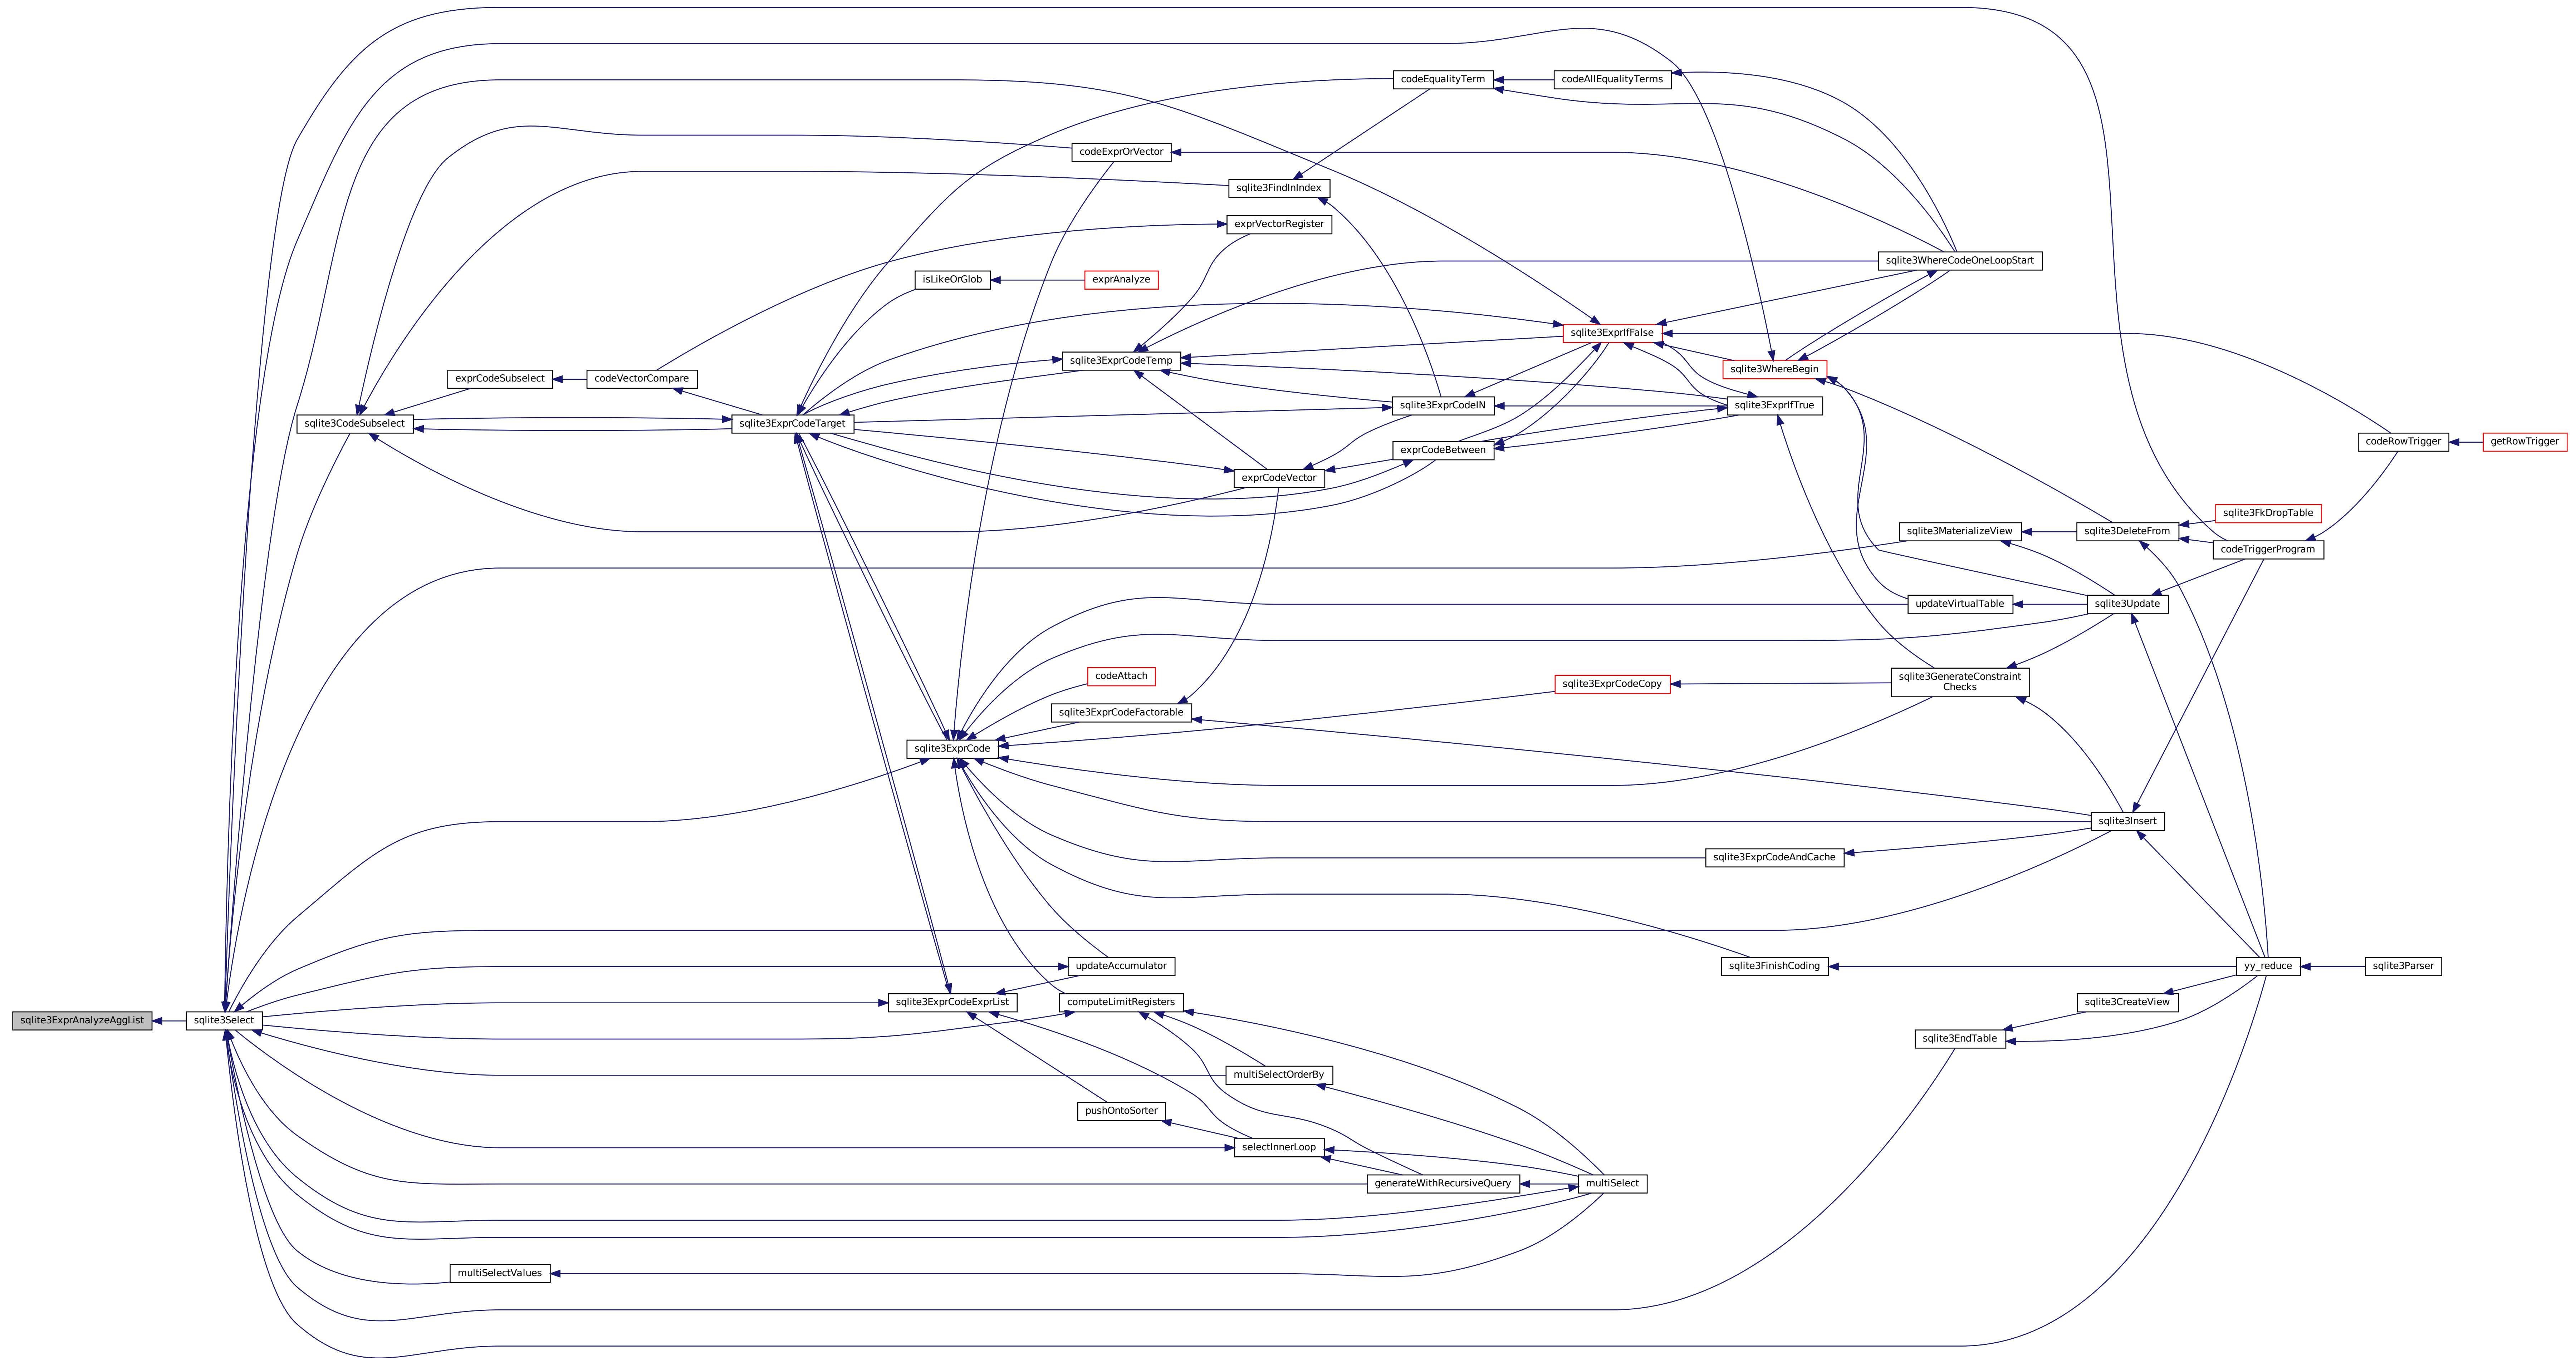 codeEqualityTerm
codeAllEqualityTerms
codeExprOrVector
sqlite3FindInIndex
exprVectorRegister
sqlite3WhereCodeOneLoopStart
isLikeOrGlob
exprAnalyze
sqlite3ExprIfFalse
sqlite3ExprCodeTemp
sqlite3WhereBegin
exprCodeSubselect
codeVectorCompare
sqlite3ExprCodeIN
sqlite3ExprIfTrue
sqlite3CodeSubselect
sqlite3ExprCodeTarget
codeRowTrigger
getRowTrigger
exprCodeBetween
exprCodeVector
sqlite3FkDropTable
sqlite3MaterializeView
sqlite3DeleteFrom
codeTriggerProgram
updateVirtualTable
sqlite3Update
codeAttach
sqlite3ExprCodeCopy
sqlite3GenerateConstraint
Checks
sqlite3ExprCodeFactorable
sqlite3ExprCode
sqlite3Insert
sqlite3ExprCodeAndCache
updateAccumulator
sqlite3FinishCoding
yy_reduce
sqlite3Parser
sqlite3ExprCodeExprList
computeLimitRegisters
sqlite3CreateView
sqlite3ExprAnalyzeAggList
sqlite3Select
sqlite3EndTable
multiSelectOrderBy
pushOntoSorter
selectInnerLoop
generateWithRecursiveQuery
multiSelect
multiSelectValues